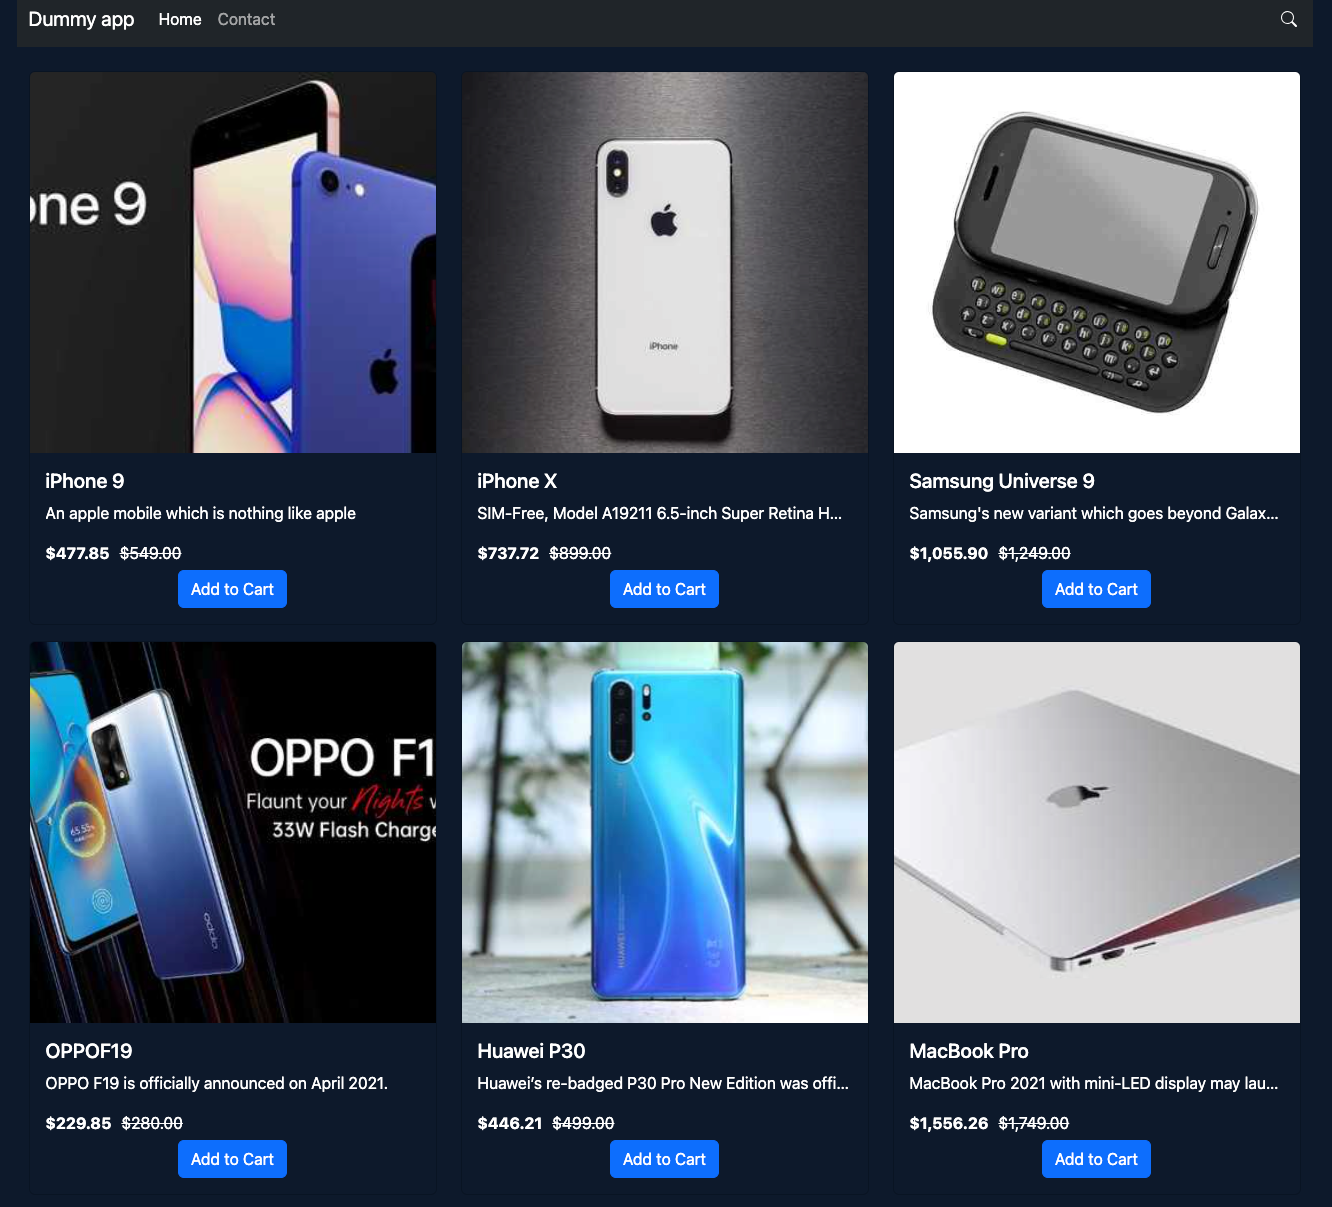 Dummy app Home Contact
one 9
iPhone
iPhone 9
An apple mobile which is nothing like apple
$477.85 $549.00
Add to Cart
iPhone X
SIM-Free, Model A19211 6.5-inch Super Retina H...
$737.72 $899.00
Add to Cart
Samsung Universe 9
Samsung's new variant which goes beyond Galax...
$1,055.90 $1,249.00
Add to Cart
OPPO F1
Flaunt your Nights
33W Flash Charge
65.55%
oppo
HUAWEI
OPPOF19
OPPO F19 is officially announced on April 2021.
$229.85 $280.00
Add to Cart
Huawei P30
Huawei’s re-badged P30 Pro New Edition was offi...
$446.21 $499.00
Add to Cart
MacBook Pro
MacBook Pro 2021 with mini-LED display may lau...
$1,556.26 $1,749.00
Add to Cart